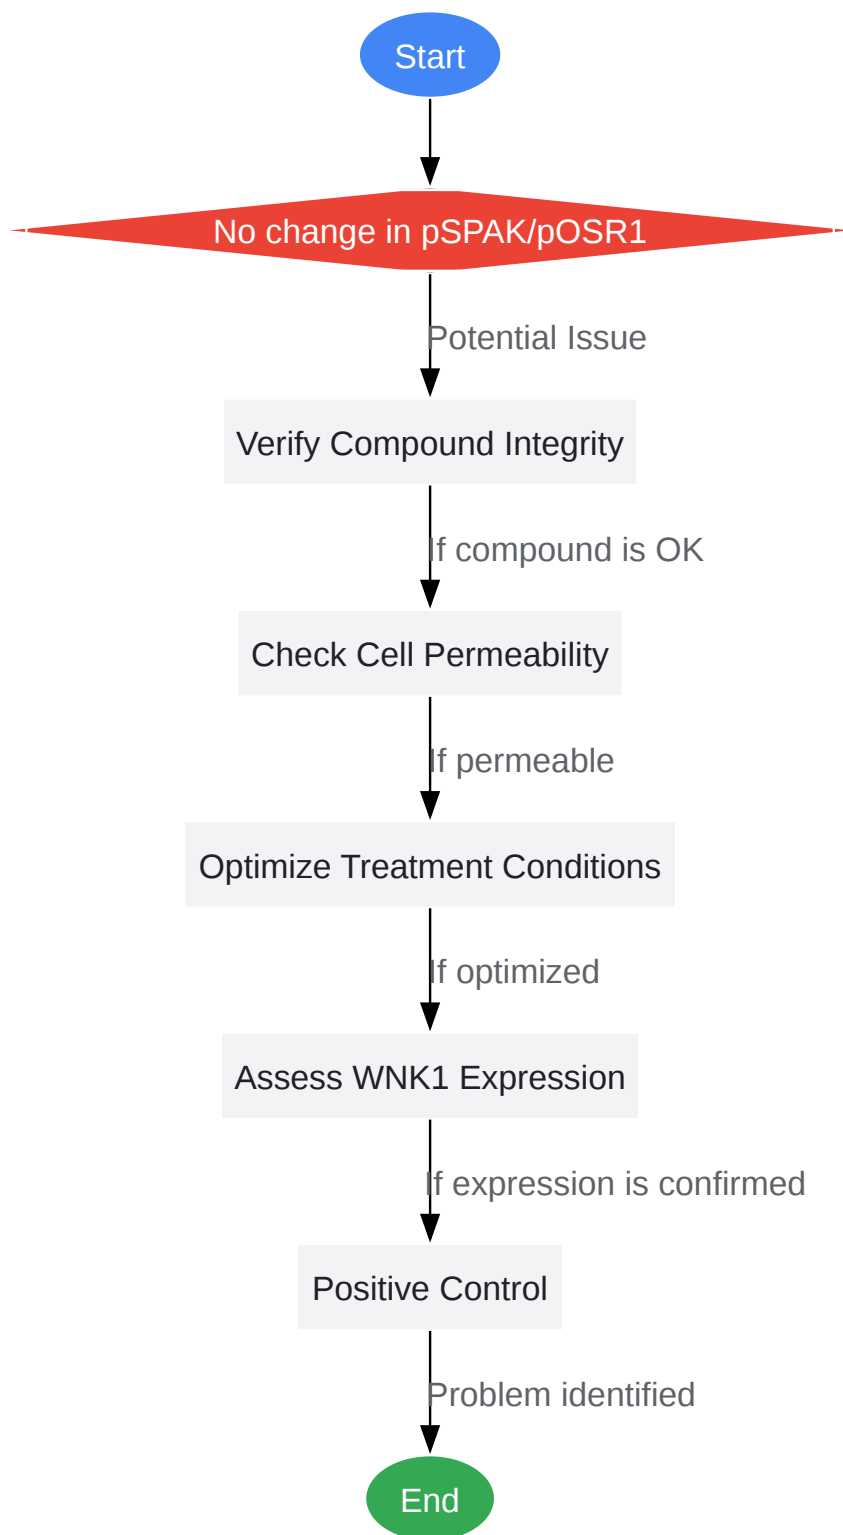 Start
No change in pSPAK/pOSR1
Potential Issue
Verify Compound Integrity
If compound is OK
Check Cell Permeability
If permeable
Optimize Treatment Conditions
If optimized
Assess WNK1 Expression
If expression is confirmed
Positive Control
Problem identified
End